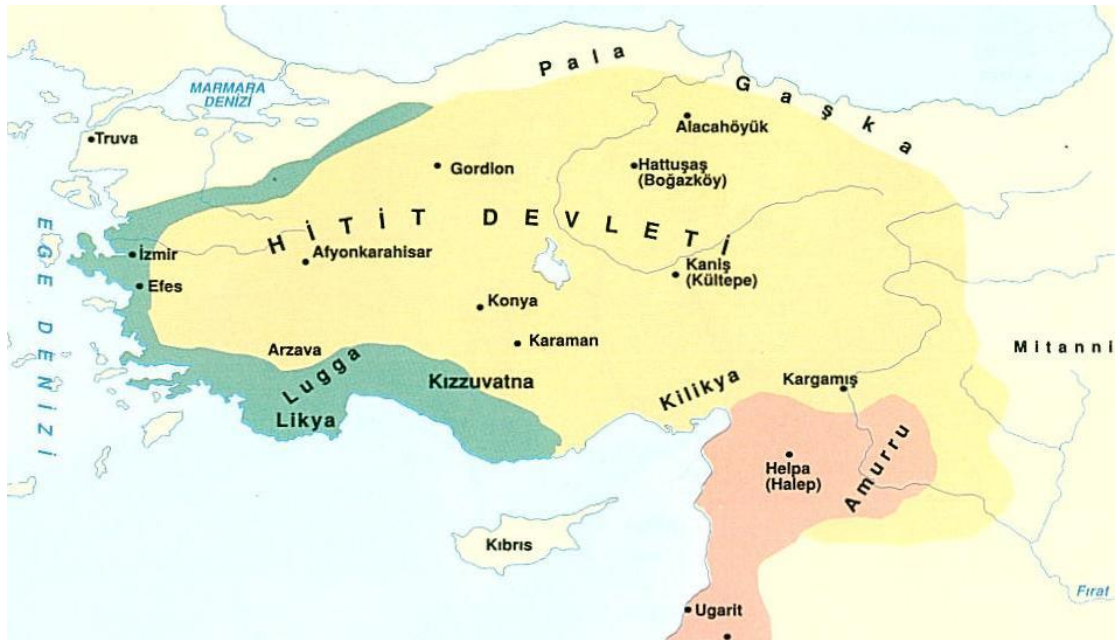 Pala
Gaşka
MARMARA
DENİZİ
Truva
Alacahöyük
Gordion
Hattuşaş
(Boğazköy)
HİTİT DEVLETİ
EGE DENİZİ
İzmir
Afyonkarahisar
Kaniş
(Kültepe)
Efes
Konya
Karaman
Mitanni
Arzava
Lugga
Kızzuvatna
Kilikya
Kargamış
Likya
Helpa
(Halep)
Amurru
Kıbrıs
Fırat
Ugarit